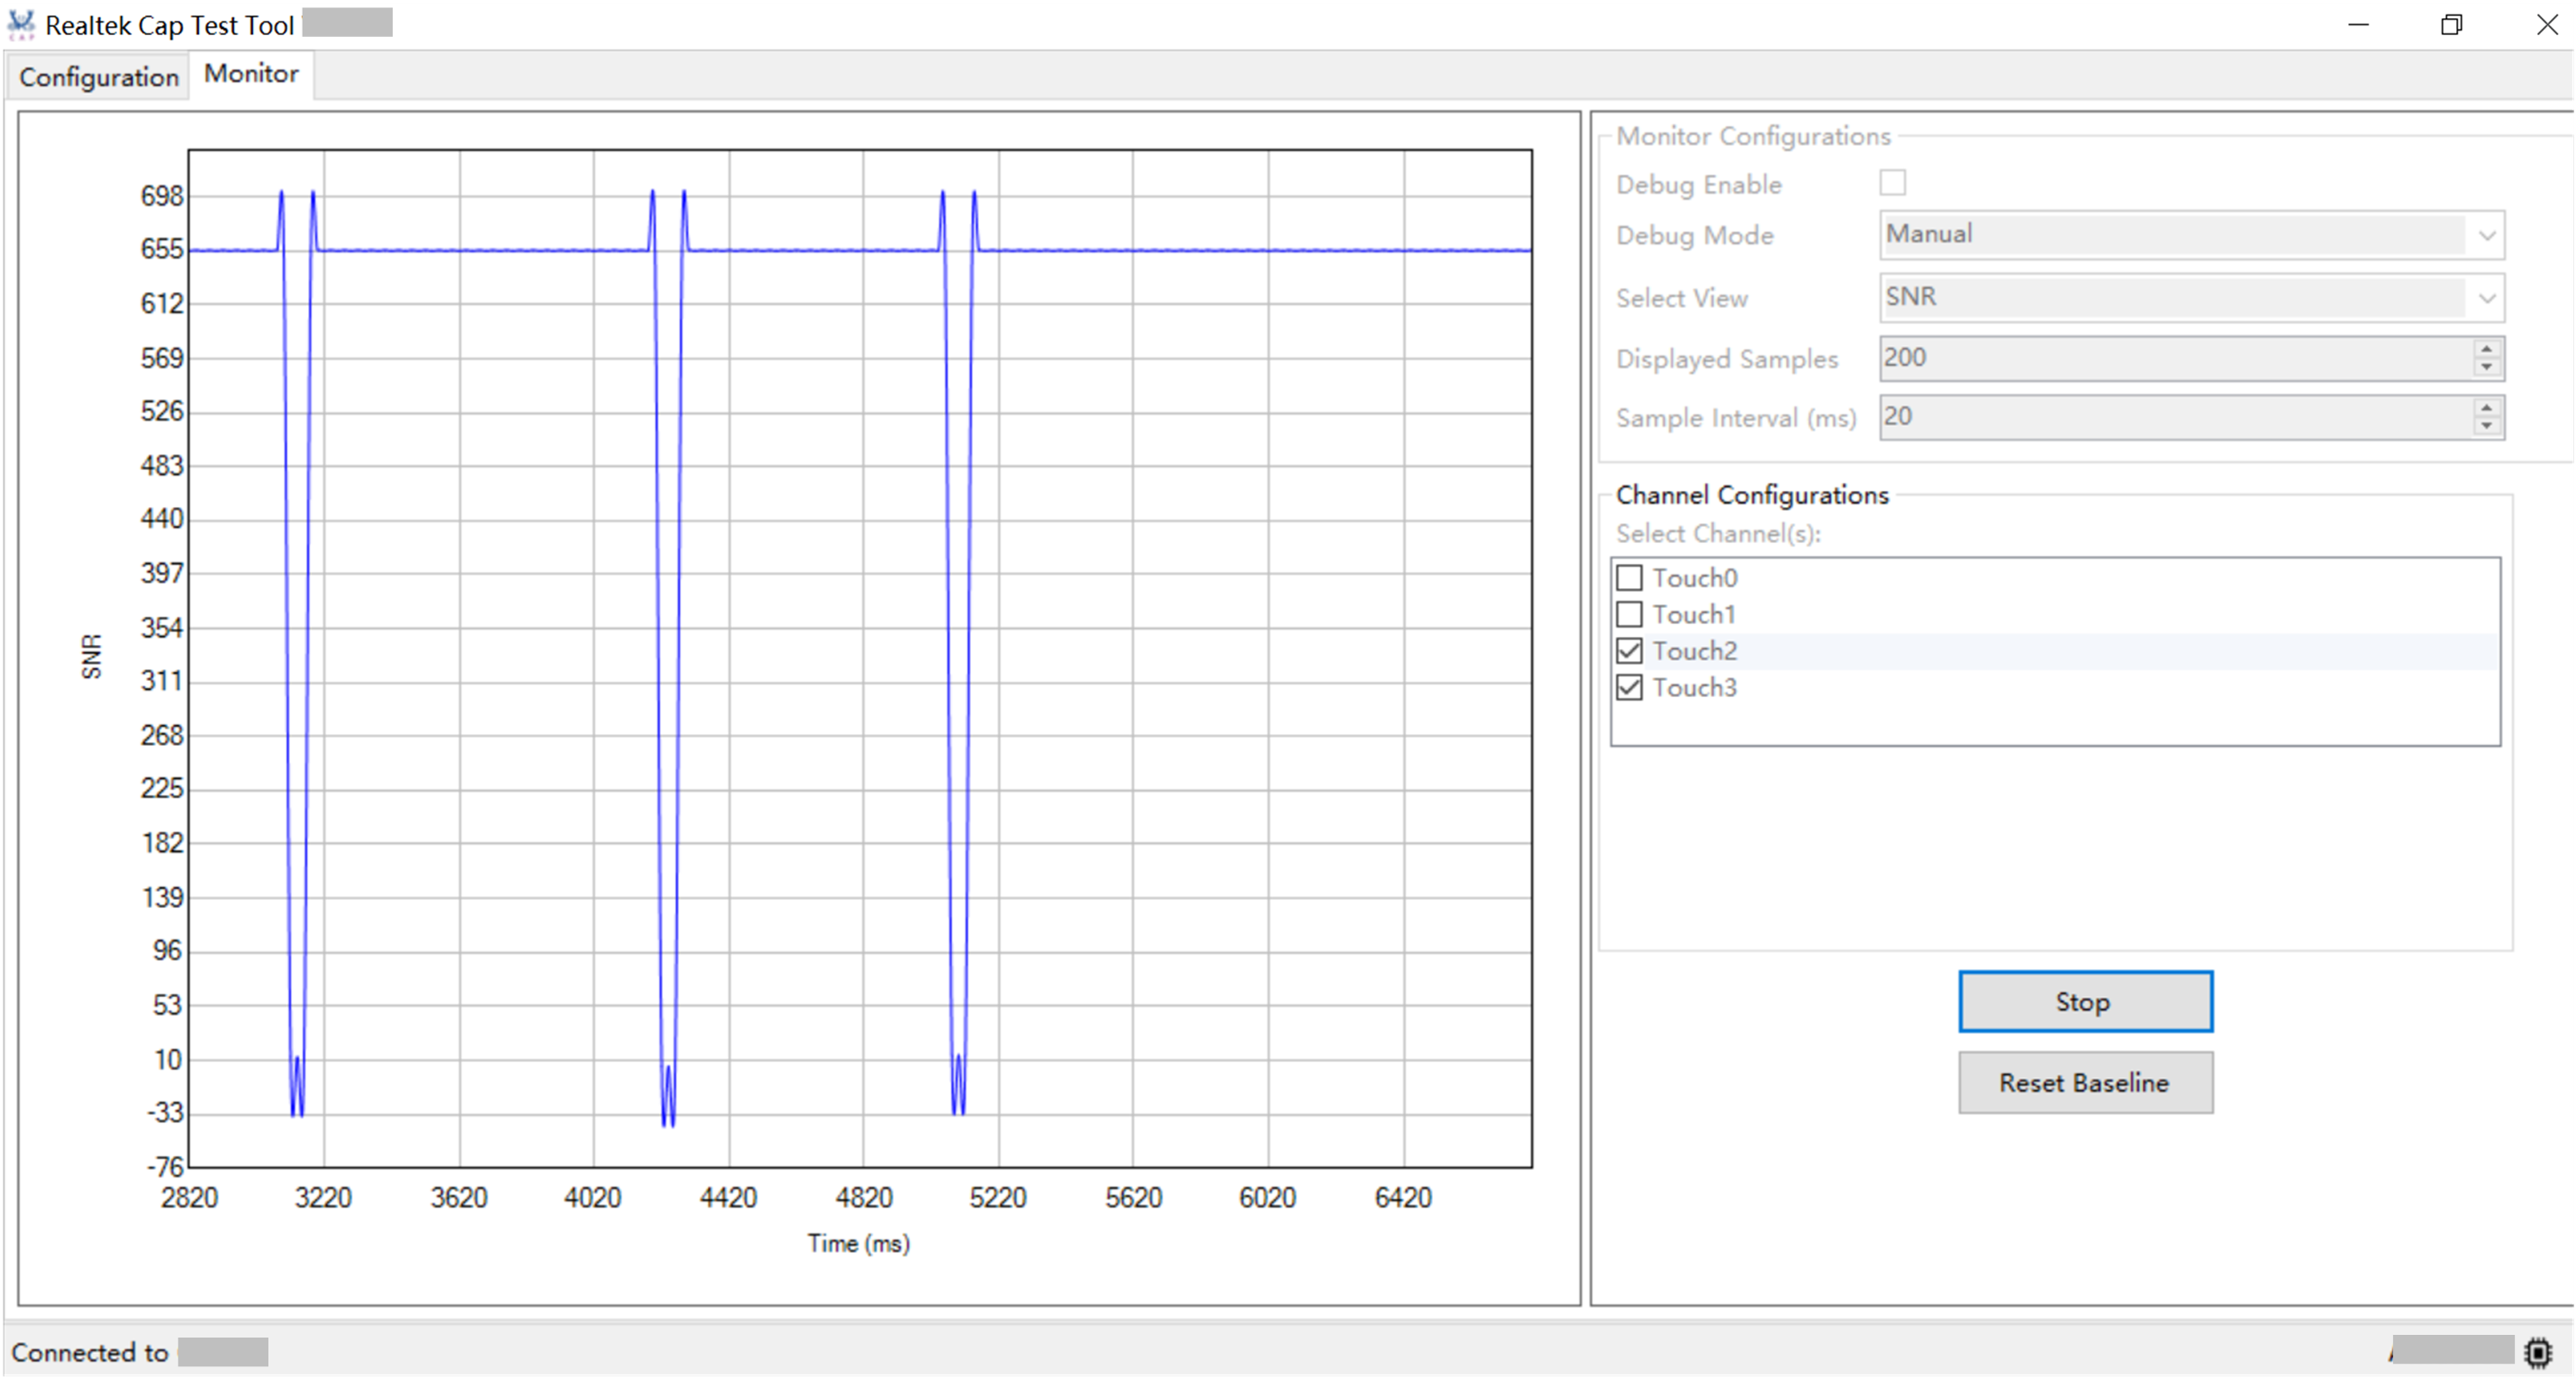 Realtek Cap Test Tool
CAP
Configuration
Monitor
698
655
612
569
526
483
440
397
354
311
268
225
182
139
96
53
10
-33
-76
SNR
2820 3220 3620 4020 4420 4820 5220 5620 6020 6420
Time (ms)
Monitor Configurations
Debug Enable
Debug Mode Manual
Select View SNR
Displayed Samples 200
Sample Interval (ms) 20
Channel Configurations
Select Channel(s):
Touch0
Touch1
Touch2
Touch3
Stop
Reset Baseline
Connected to